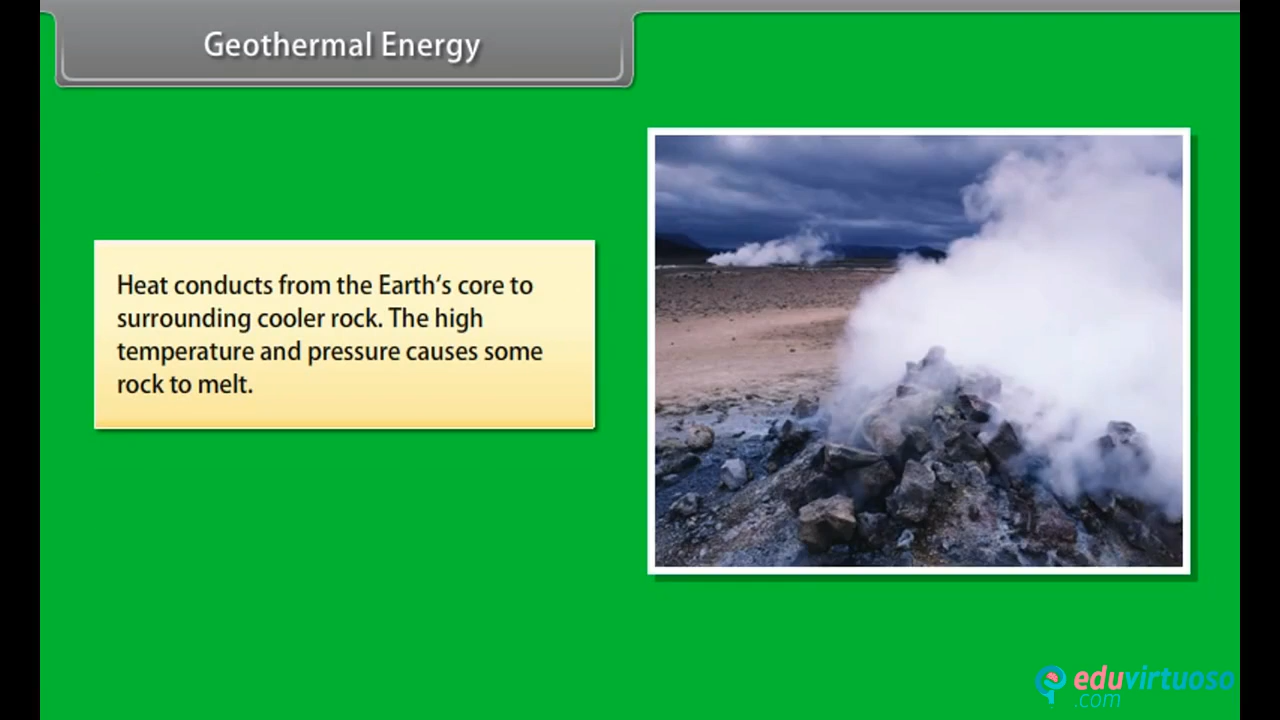 Geothermal Energy
Heat conducts from the Earth‘s core to
surrounding cooler rock. The high
temperature and pressure causes some
rock to melt.
eduvirtuoso
.com